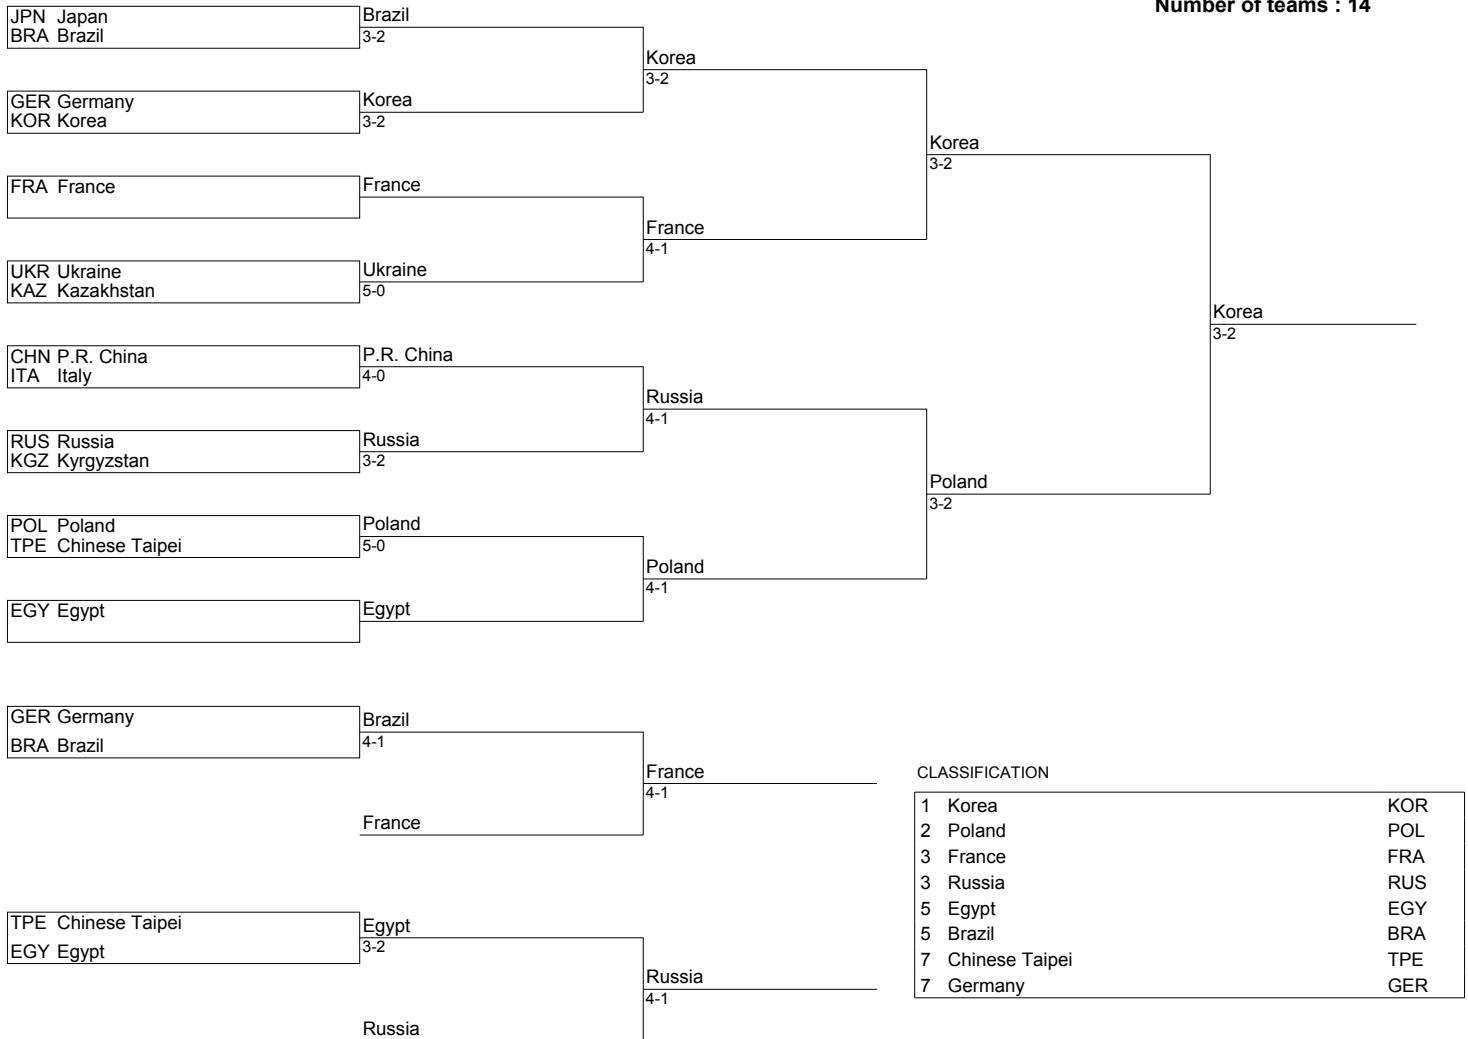 Number of teams : 14
JPN Japan
BRA Brazil
Brazil
3-2
Korea
3-2
GER Germany
KOR Korea
Korea
3-2
Korea
3-2
FRA France
France
France
4-1
UKR Ukraine
KAZ Kazakhstan
Ukraine
5-0
Korea
3-2
CHN P.R. China
ITA Italy
P.R. China
4-0
Russia
4-1
RUS Russia
KGZ Kyrgyzstan
Russia
3-2
Poland
3-2
POL Poland
TPE Chinese Taipei
Poland
5-0
Poland
4-1
EGY Egypt
Egypt
GER Germany
BRA Brazil
Brazil
4-1
France
4-1
France
TPE Chinese Taipei
EGY Egypt
Egypt
3-2
Russia
4-1
Russia
CLASSIFICATION
1 Korea KOR
2 Poland POL
3 France FRA
3 Russia RUS
5 Egypt EGY
5 Brazil BRA
7 Chinese Taipei TPE
7 Germany GER